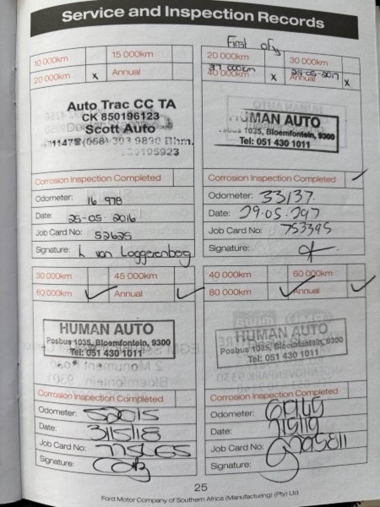 Service and Inspection Records
10 000km
15 000km
20 000km
x
Annual
Auto Trac CC TA
CK 850196123
Scott Auto
Corrosion Inspection Completed
Odometer: 16 978
Date: 25-05-2016
Job Card No: 52625
Signature: L van Loggerenberg
First of
20 000km
30 000km
40 000km
x
Annual
x
HUMAN AUTO
1035, Bloemfontein, 9300
Tel: 051 430 1011
Corrosion Inspection Completed
Odometer: 33137
Date:
Job Card No: 753395
Signature:
30 000km
45 000km
60 000km
Annual
HUMAN AUTO
Posbus 1035, Bloemfontein, 9300
Tel: 051 430 1011
Corrosion Inspection Completed
Odometer:
Date: 31/5/18
Job Card No:
Signature:
40 000km
60 000km
80 000km
Annual
HUMAN AUTO
Posbus 1035, Bloemfontein, 9300
Tel: 051 430 1011
Corrosion Inspection Completed
Odometer:
Date:
Job Card No:
Signature:
25
Ford Motor Company of Southern Africa (Manufacturing) (Pty) Ltd